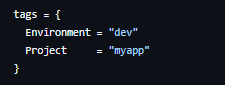 tags = {
  Environment = "dev"
  Project     = "myapp"
}